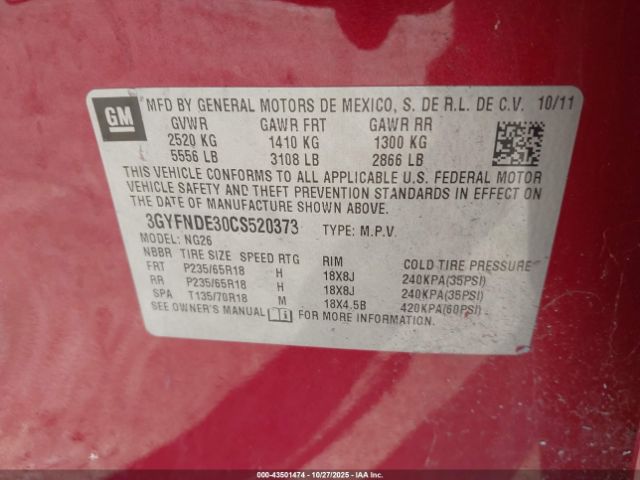 GM MFD BY GENERAL MOTORS DE MEXICO, S. DE R.L. DE C.V. 10/11
GVWR GAWR FRT GAWR RR
2520 KG 1410 KG 1300 KG
5556 LB 3108 LB 2866 LB
THIS VEHICLE CONFORMS TO ALL APPLICABLE U.S. FEDERAL MOTOR
VEHICLE SAFETY AND THEFT PREVENTION STANDARDS IN EFFECT ON
THE DATE OF MANUFACTURE SHOWN ABOVE.
3GYFNDE30CS520373 TYPE: M.P.V.
MODEL: NG26
NBBR TIRE SIZE SPEED RTG RIM COLD TIRE PRESSURE
FRT P235/65R18 H 18X8J 240KPA(35PSI)
RR P235/65R18 H 18X8J 240KPA(35PSI)
SPA T135/70R18 M 18X4.5B 420KPA(60PSI)
SEE OWNER'S MANUAL FOR MORE INFORMATION.
000-43501474 - 10/27/2025 - IAAI.com